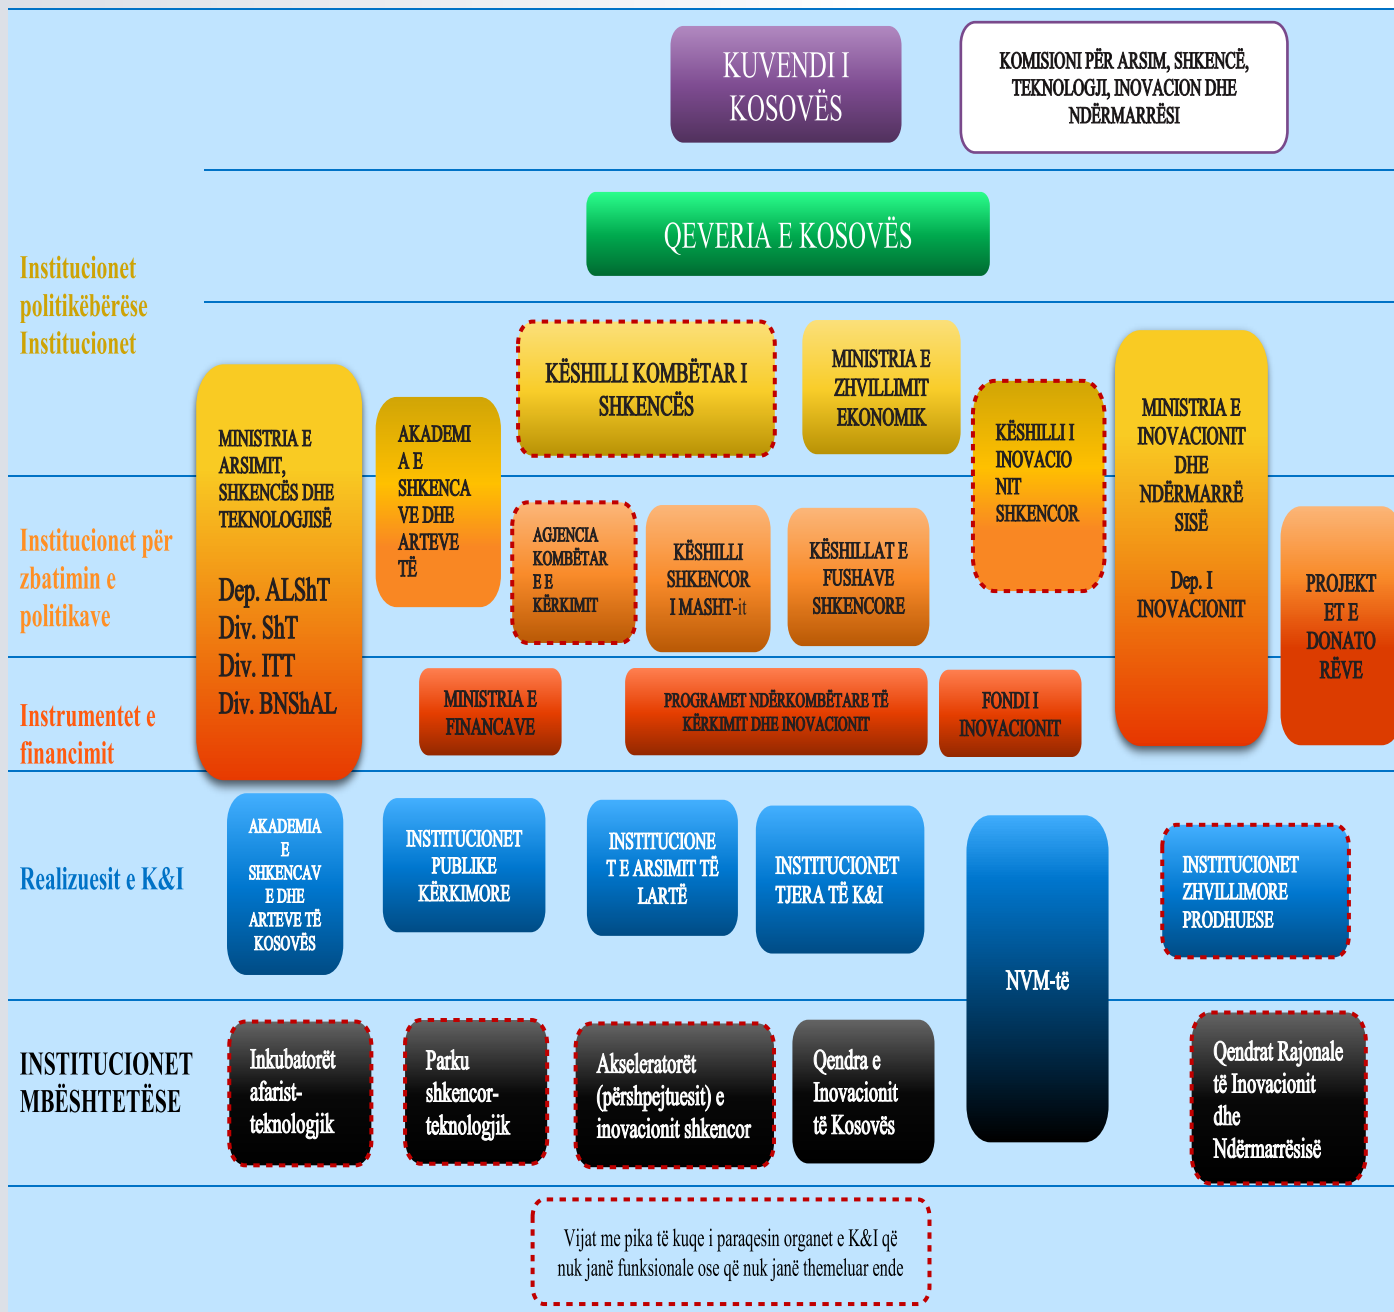 KUVENDI I
KOSOVËS
KOMISIONI PËR ARSIM, SHKENCË,
TEKNOLOGJI, INOVACION DHE
NDËRMARRËSI
QEVERIA E KOSOVËS
Institucionet
politikëbërëse
Institucionet
MINISTRIA E
ARSIMIT,
SHKENCËS DHE
TEKNOLOGJISË
Dep. ALShT
Div. ShT
Div. ITT
Div. BNShAL
AKADEMI
A E
SHKENCA
VE DHE
ARTEVE
TË
KËSHILLI KOMBËTAR I
SHKENCËS
MINISTRIA E
ZHVILLIMIT
EKONOMIK
KËSHILLI I
INOVACIO
NIT
SHKENCOR
MINISTRIA E
INOVACIONIT
DHE
NDËRMARRË
SISË
Dep. I
INOVACIONIT
Institucionet për
zbatimin e
politikave
AGJENCIA
KOMBËTAR
E E
KËRKIMIT
KËSHILLI
SHKENCOR
I MASHT-it
KËSHILLAT E
FUSHAVE
SHKENCORE
PROJEKT
ET E
DONATO
RËVE
Instrumentet e
financimit
MINISTRIA E
FINANCAVE
PROGRAMET NDËRKOMBËTARE TË
KËRKIMIT DHE INOVACIONIT
FONDI I
INOVACIONIT
Realizuesit e K&I
AKADEMIA
E
SHKENCAV
E DHE
ARTEVE TË
KOSOVËS
INSTITUCIONET
PUBLIKE
KËRKIMORE
INSTITUCIONE
T E ARSIMIT TË
LARTË
INSTITUCIONET
TJERA TË K&I
NVM-të
INSTITUCIONET
ZHVILLIMORE
PRODHUESE
INSTITUCIONET
MBËSHTETËSE
Inkubatorët
afarist-
teknologjik
Parku
shkencor-
teknologjik
Akseleratorët
(përshpejtuesit) e
inovacionit shkencor
Qendra e
Inovacionit
të Kosovës
Qendrat Rajonale
të Inovacionit
dhe
Ndërmarrësisë
Vijat me pika të kuqe i paraqesin organet e K&I që
nuk janë funksionale ose që nuk janë themeluar ende